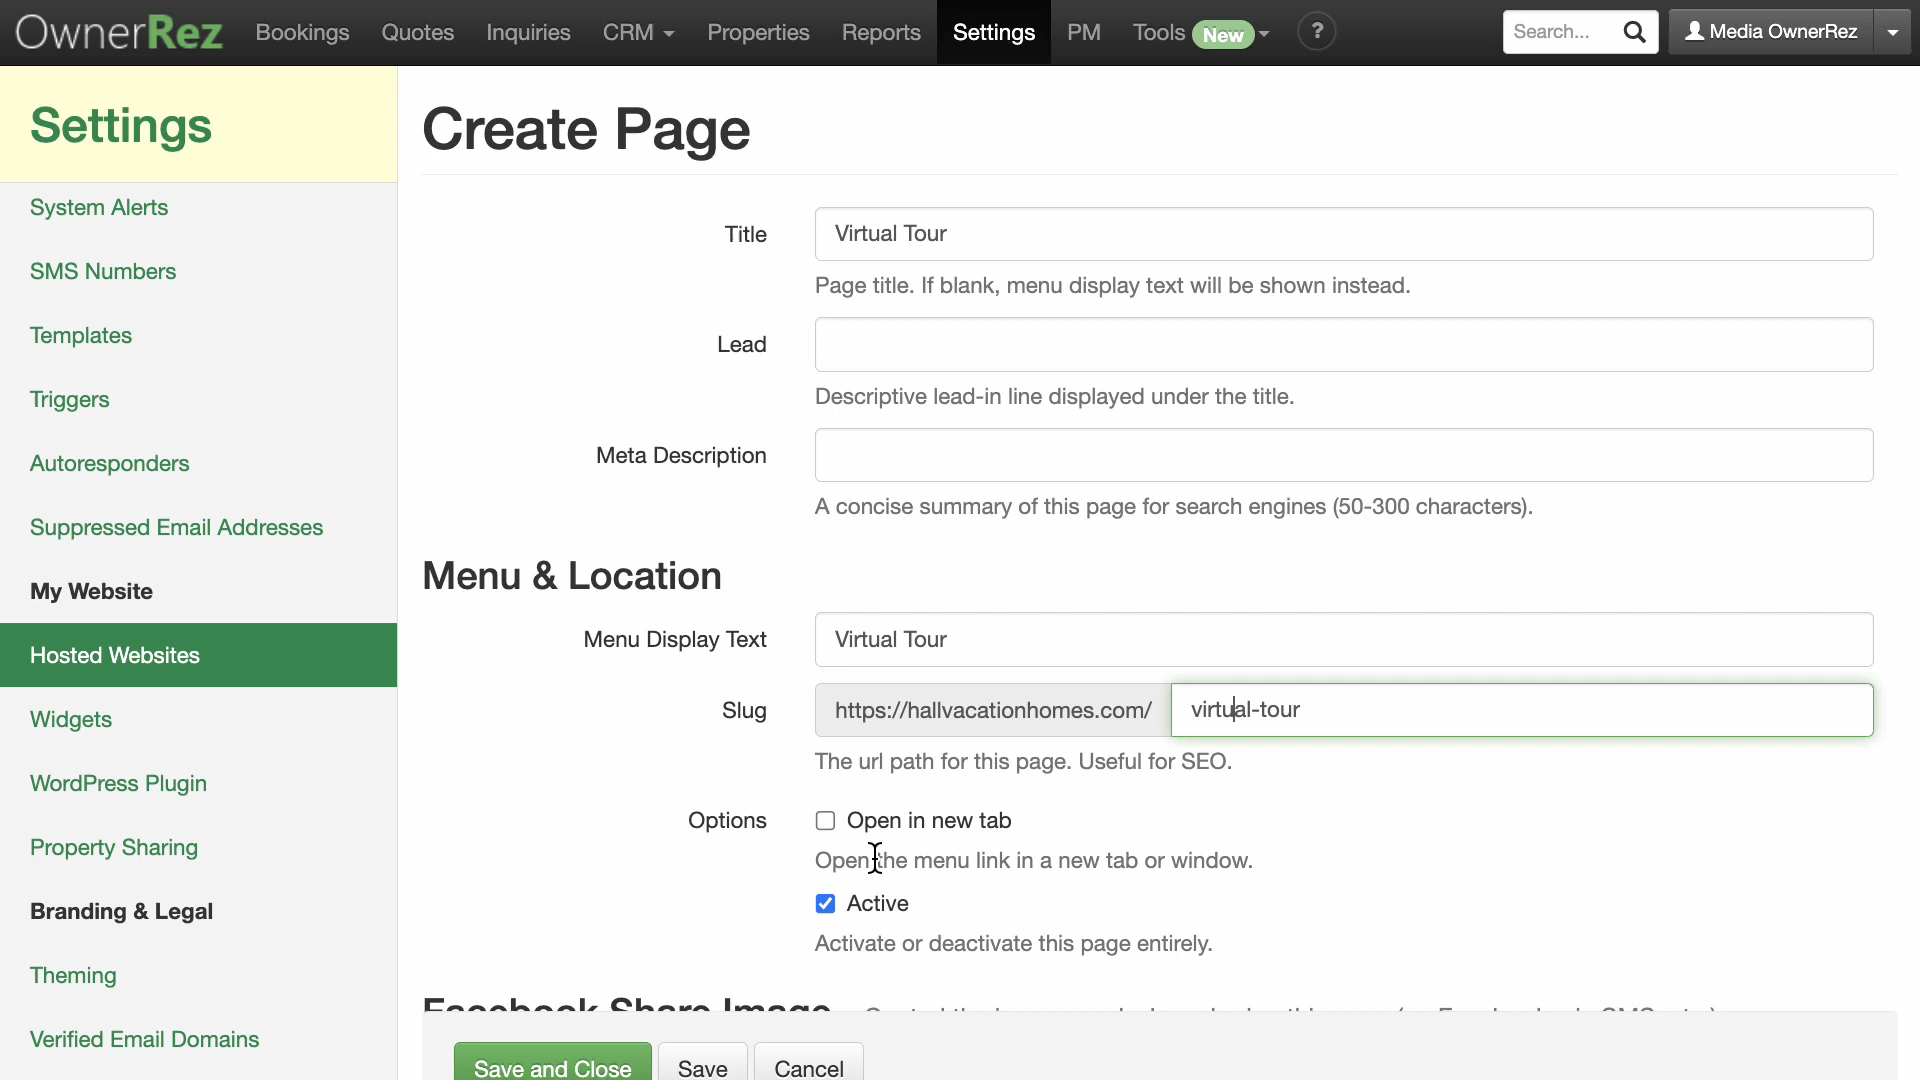 OwnerRez Bookings Quotes Inquiries CRM Properties Reports Settings PM Tools New ? Search... Media OwnerRez
Settings
System Alerts
SMS Numbers
Templates
Triggers
Autoresponders
Suppressed Email Addresses
My Website
Hosted Websites
Widgets
WordPress Plugin
Property Sharing
Branding & Legal
Theming
Verified Email Domains
Create Page
Title Virtual Tour
Page title. If blank, menu display text will be shown instead.
Lead
Descriptive lead-in line displayed under the title.
Meta Description
A concise summary of this page for search engines (50-300 characters).
Menu & Location
Menu Display Text Virtual Tour
Slug https://hallvacationhomes.com/ virtual-tour
The url path for this page. Useful for SEO.
Options Open in new tab
Open the menu link in a new tab or window.
Active
Activate or deactivate this page entirely.
Facebook Share Image
Save and Close Save Cancel